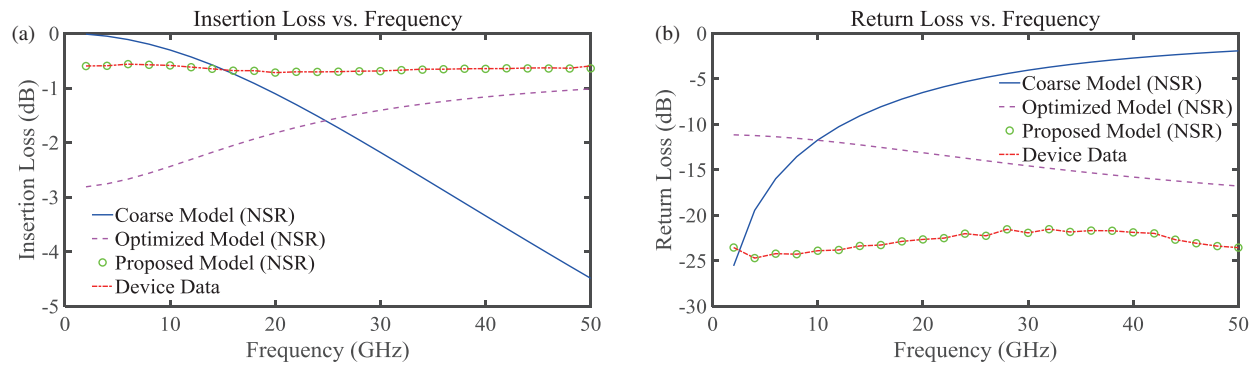 (a)
Insertion Loss vs. Frequency
Insertion Loss (dB)
0
-1
-2
-3
-4
-5
Coarse Model (NSR)
Optimized Model (NSR)
Proposed Model (NSR)
Device Data
0 10 20 30 40 50
Frequency (GHz)
(b)
Return Loss vs. Frequency
Return Loss (dB)
0
-5
-10
-15
-20
-25
-30
Coarse Model (NSR)
Optimized Model (NSR)
Proposed Model (NSR)
Device Data
0 10 20 30 40 50
Frequency (GHz)